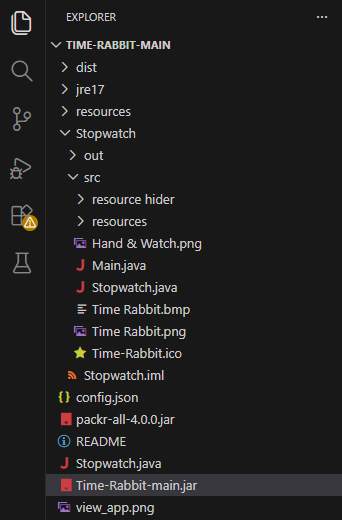 EXPLORER
TIME-RABBIT-MAIN
dist
jre17
resources
Stopwatch
out
src
resource hider
resources
Hand & Watch.png
Main.java
Stopwatch.java
Time Rabbit.bmp
Time Rabbit.png
Time-Rabbit.ico
Stopwatch.iml
config.json
packr-all-4.0.0.jar
README
Stopwatch.java
Time-Rabbit-main.jar
view_app.png